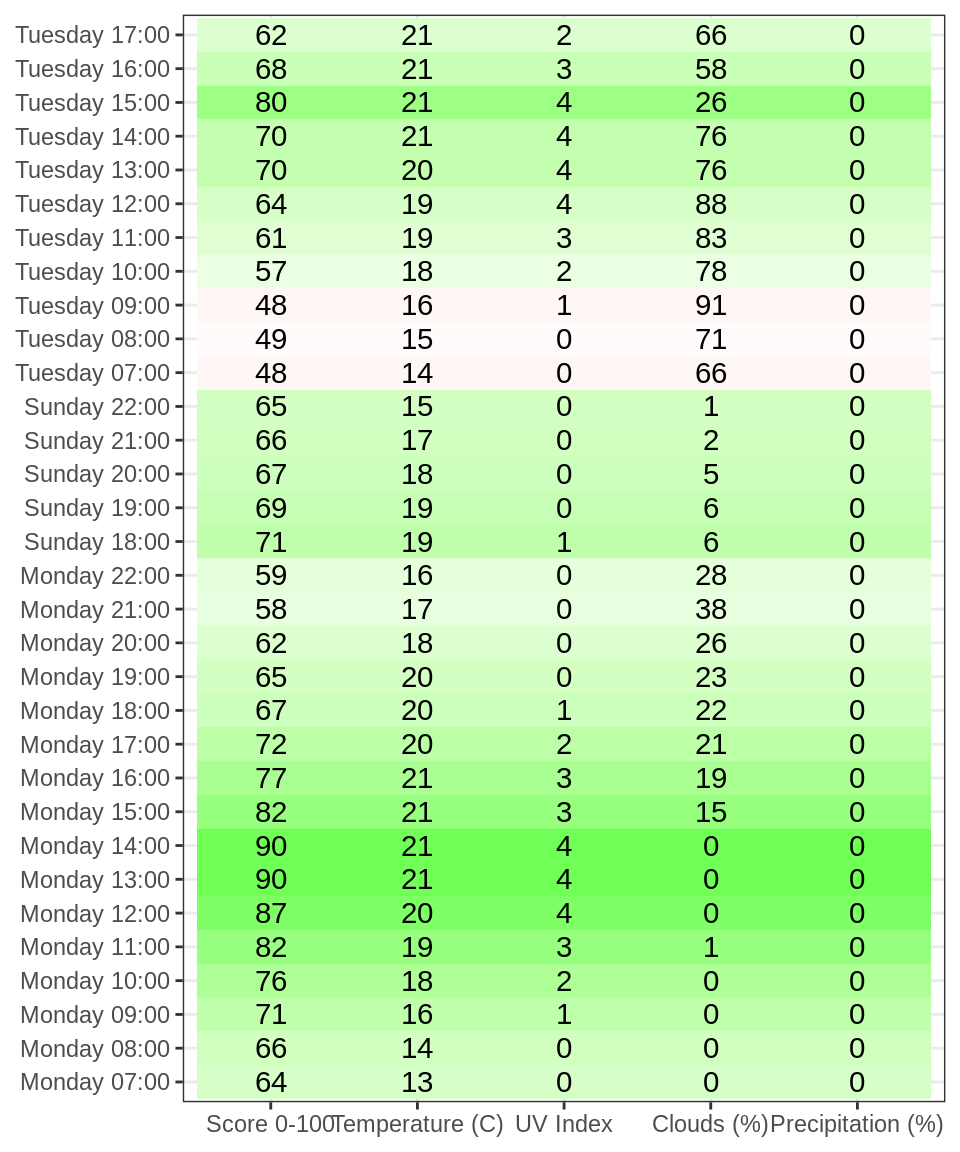 Tuesday 17:00 62 21 2 66 0
Tuesday 16:00 68 21 3 58 0
Tuesday 15:00 80 21 4 26 0
Tuesday 14:00 70 21 4 76 0
Tuesday 13:00 70 20 4 76 0
Tuesday 12:00 64 19 4 88 0
Tuesday 11:00 61 19 3 83 0
Tuesday 10:00 57 18 2 78 0
Tuesday 09:00 48 16 1 91 0
Tuesday 08:00 49 15 0 71 0
Tuesday 07:00 48 14 0 66 0
Sunday 22:00 65 15 0 1 0
Sunday 21:00 66 17 0 2 0
Sunday 20:00 67 18 0 5 0
Sunday 19:00 69 19 0 6 0
Sunday 18:00 71 19 1 6 0
Monday 22:00 59 16 0 28 0
Monday 21:00 58 17 0 38 0
Monday 20:00 62 18 0 26 0
Monday 19:00 65 20 0 23 0
Monday 18:00 67 20 1 22 0
Monday 17:00 72 20 2 21 0
Monday 16:00 77 21 3 19 0
Monday 15:00 82 21 3 15 0
Monday 14:00 90 21 4 0 0
Monday 13:00 90 21 4 0 0
Monday 12:00 87 20 4 0 0
Monday 11:00 82 19 3 1 0
Monday 10:00 76 18 2 0 0
Monday 09:00 71 16 1 0 0
Monday 08:00 66 14 0 0 0
Monday 07:00 64 13 0 0 0
Score 0-100 Temperature (C) UV Index Clouds (%) Precipitation (%)